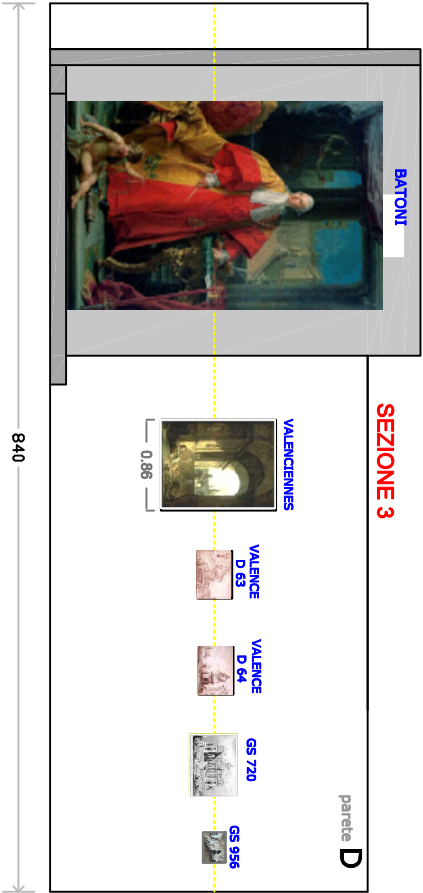 BATONI
SEZIONE 3
VALENCIENNES
0.86
VALENCE
D 63
VALENCE
D 64
GS 720
GS 956
parete D
840